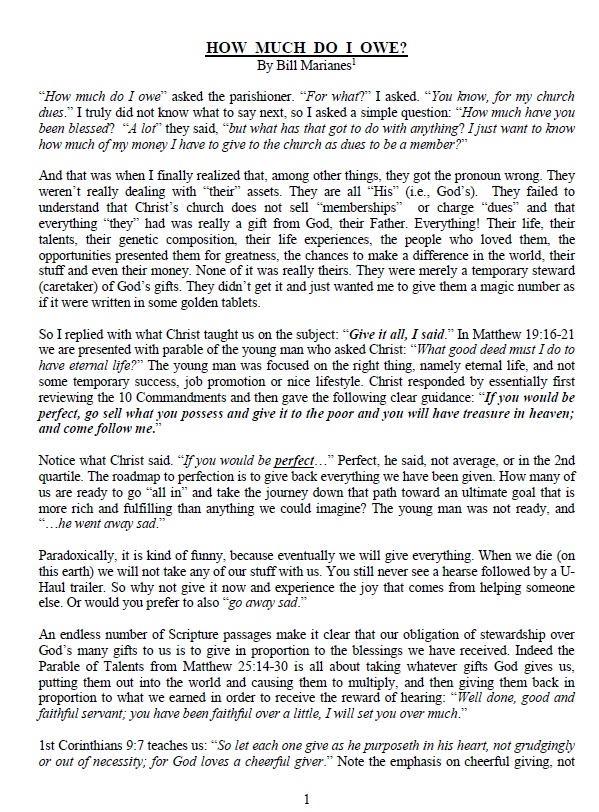 HOW MUCH DO I OWE?
By Bill Marianes1
“How much do I owe” asked the parishioner. “For what?” I asked. “You know, for my church
dues.” I truly did not know what to say next, so I asked a simple question: “How much have you
been blessed? “A lot” they said, “but what has that got to do with anything? I just want to know
how much of my money I have to give to the church as dues to be a member?”
And that was when I finally realized that, among other things, they got the pronoun wrong. They
weren’t really dealing with “their” assets. They are all “His” (i.e., God’s). They failed to
understand that Christ’s church does not sell “memberships” or charge “dues” and that
everything “they” had was really a gift from God, their Father. Everything! Their life, their
talents, their genetic composition, their life experiences, the people who loved them, the
opportunities presented them for greatness, the chances to make a difference in the world, their
stuff and even their money. None of it was really theirs. They were merely a temporary steward
(caretaker) of God’s gifts. They didn’t get it and just wanted me to give them a magic number as
if it were written in some golden tablets.
So I replied with what Christ taught us on the subject: “Give it all, I said.” In Matthew 19:16-21
we are presented with parable of the young man who asked Christ: “What good deed must I do to
have eternal life?” The young man was focused on the right thing, namely eternal life, and not
some temporary success, job promotion or nice lifestyle. Christ responded by essentially first
reviewing the 10 Commandments and then gave the following clear guidance: “If you would be
perfect, go sell what you possess and give it to the poor and you will have treasure in heaven;
and come follow me.”
Notice what Christ said. “If you would be perfect…” Perfect, he said, not average, or in the 2nd
quartile. The roadmap to perfection is to give back everything we have been given. How many of
us are ready to go “all in” and take the journey down that path toward an ultimate goal that is
more rich and fulfilling than anything we could imagine? The young man was not ready, and
“…he went away sad.”
Paradoxically, it is kind of funny, because eventually we will give everything. When we die (on
this earth) we will not take any of our stuff with us. You still never see a hearse followed by a U-
Haul trailer. So why not give it now and experience the joy that comes from helping someone
else. Or would you prefer to also “go away sad.”
An endless number of Scripture passages make it clear that our obligation of stewardship over
God’s many gifts to us is to give in proportion to the blessings we have received. Indeed the
Parable of Talents from Matthew 25:14-30 is all about taking whatever gifts God gives us,
putting them out into the world and causing them to multiply, and then giving them back in
proportion to what we earned in order to receive the reward of hearing: “Well done, good and
faithful servant; you have been faithful over a little, I will set you over much.”
1st Corinthians 9:7 teaches us: “So let each one give as he purposeth in his heart, not grudgingly
or out of necessity; for God loves a cheerful giver.” Note the emphasis on cheerful giving, not
1